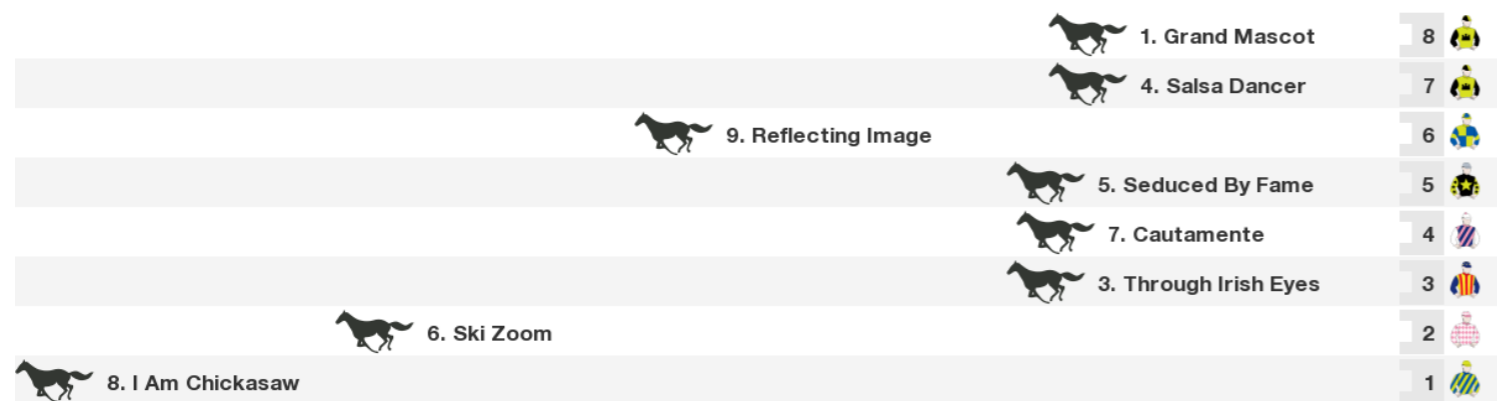 1. Grand Mascot 8
4. Salsa Dancer 7
9. Reflecting Image 6
5. Seduced By Fame 5
7. Cautamente 4
3. Through Irish Eyes 3
6. Ski Zoom 2
8. I Am Chickasaw 1